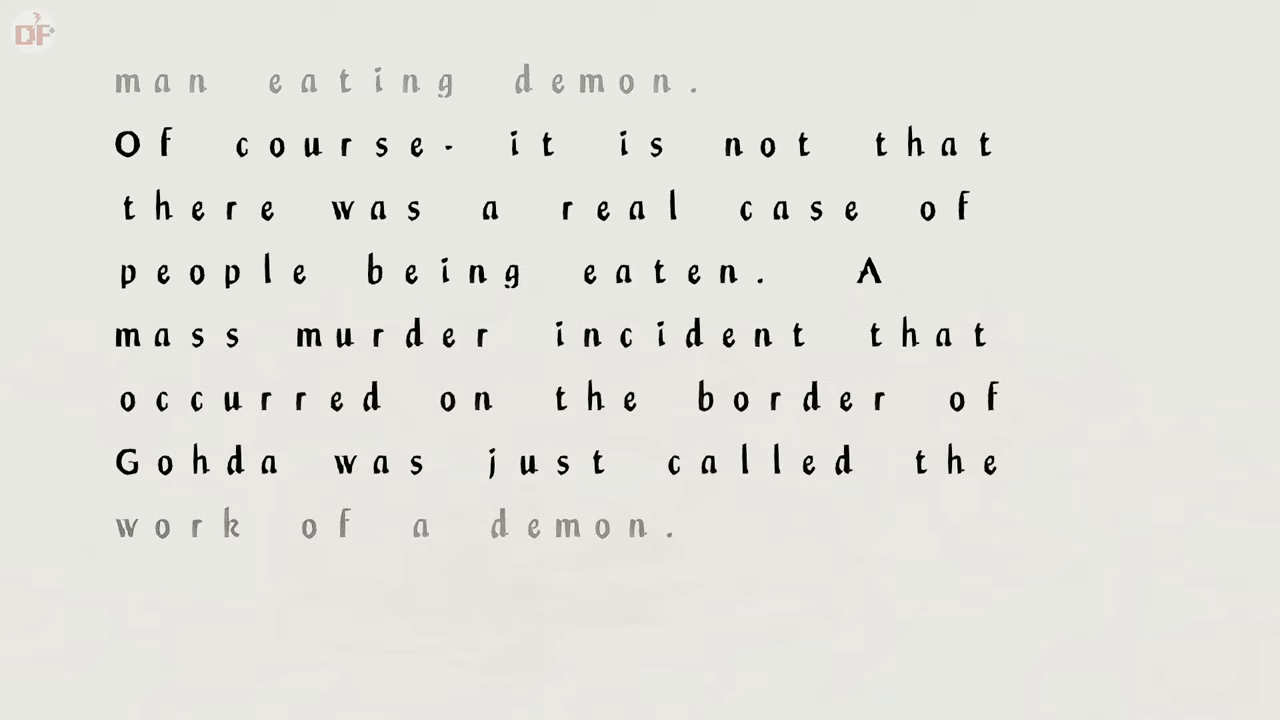 DF
man eating demon.
Of course- it is not that
there was a real case of
people being eaten. A
mass murder incident that
occurred on the border of
Gohda was just called the
work of a demon.